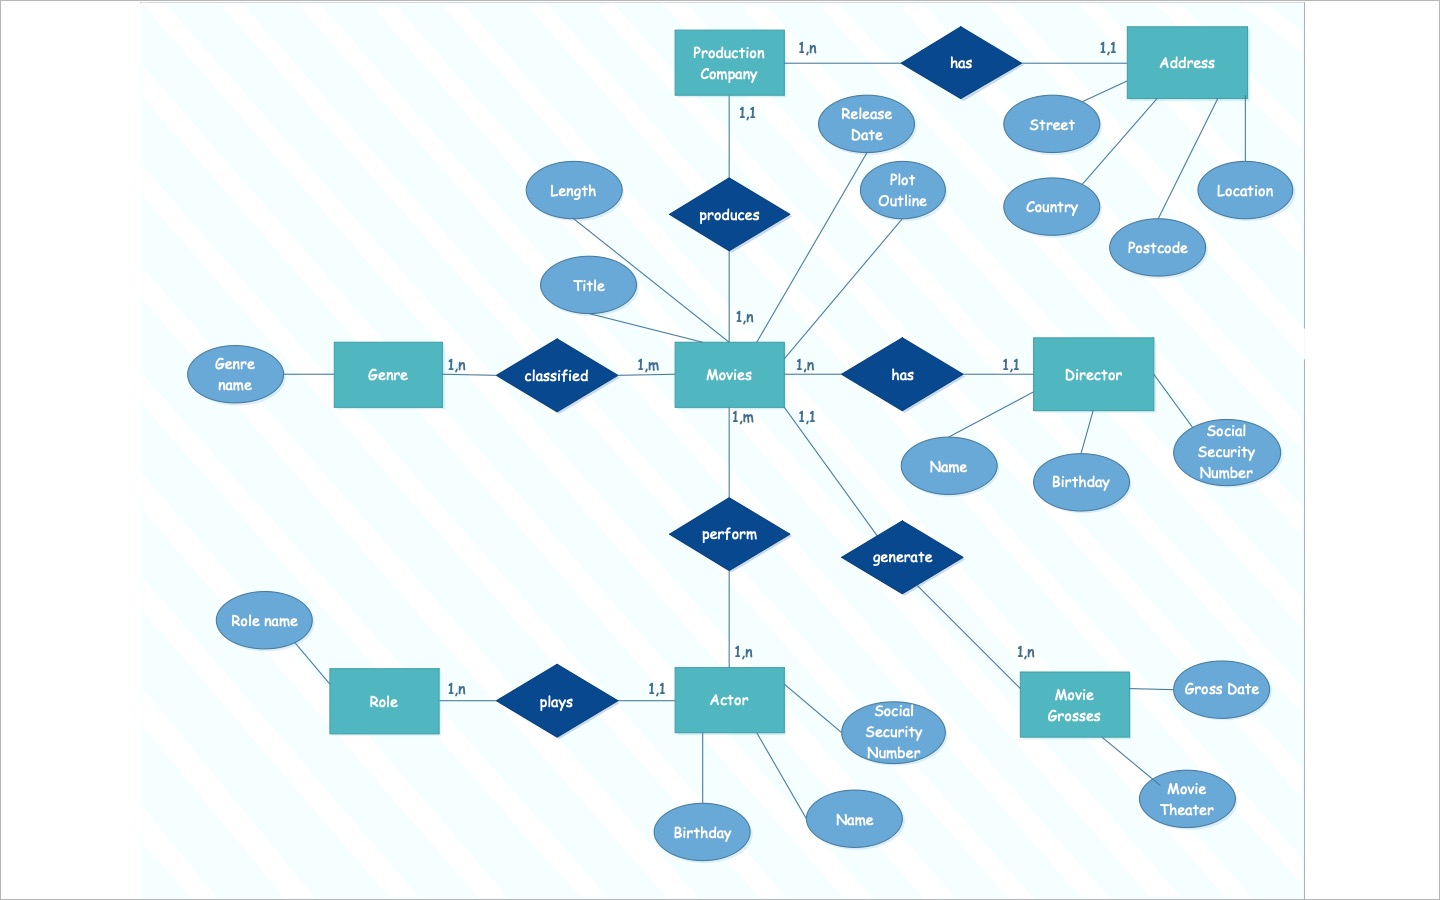 Production
Company
1,n
has
1,1
Address
1,1
Release
Date
Street
Length
Plot
Outline
Location
Country
produces
Postcode
Title
1,n
Genre
name
Genre
1,n
classified
1,m
Movies
1,n
has
1,1
Director
1,m
1,1
Social
Security
Number
Name
Birthday
perform
generate
Role name
1,n
1,n
Role
1,n
plays
1,1
Actor
Movie
Grosses
Gross Date
Social
Security
Number
Movie
Theater
Birthday
Name